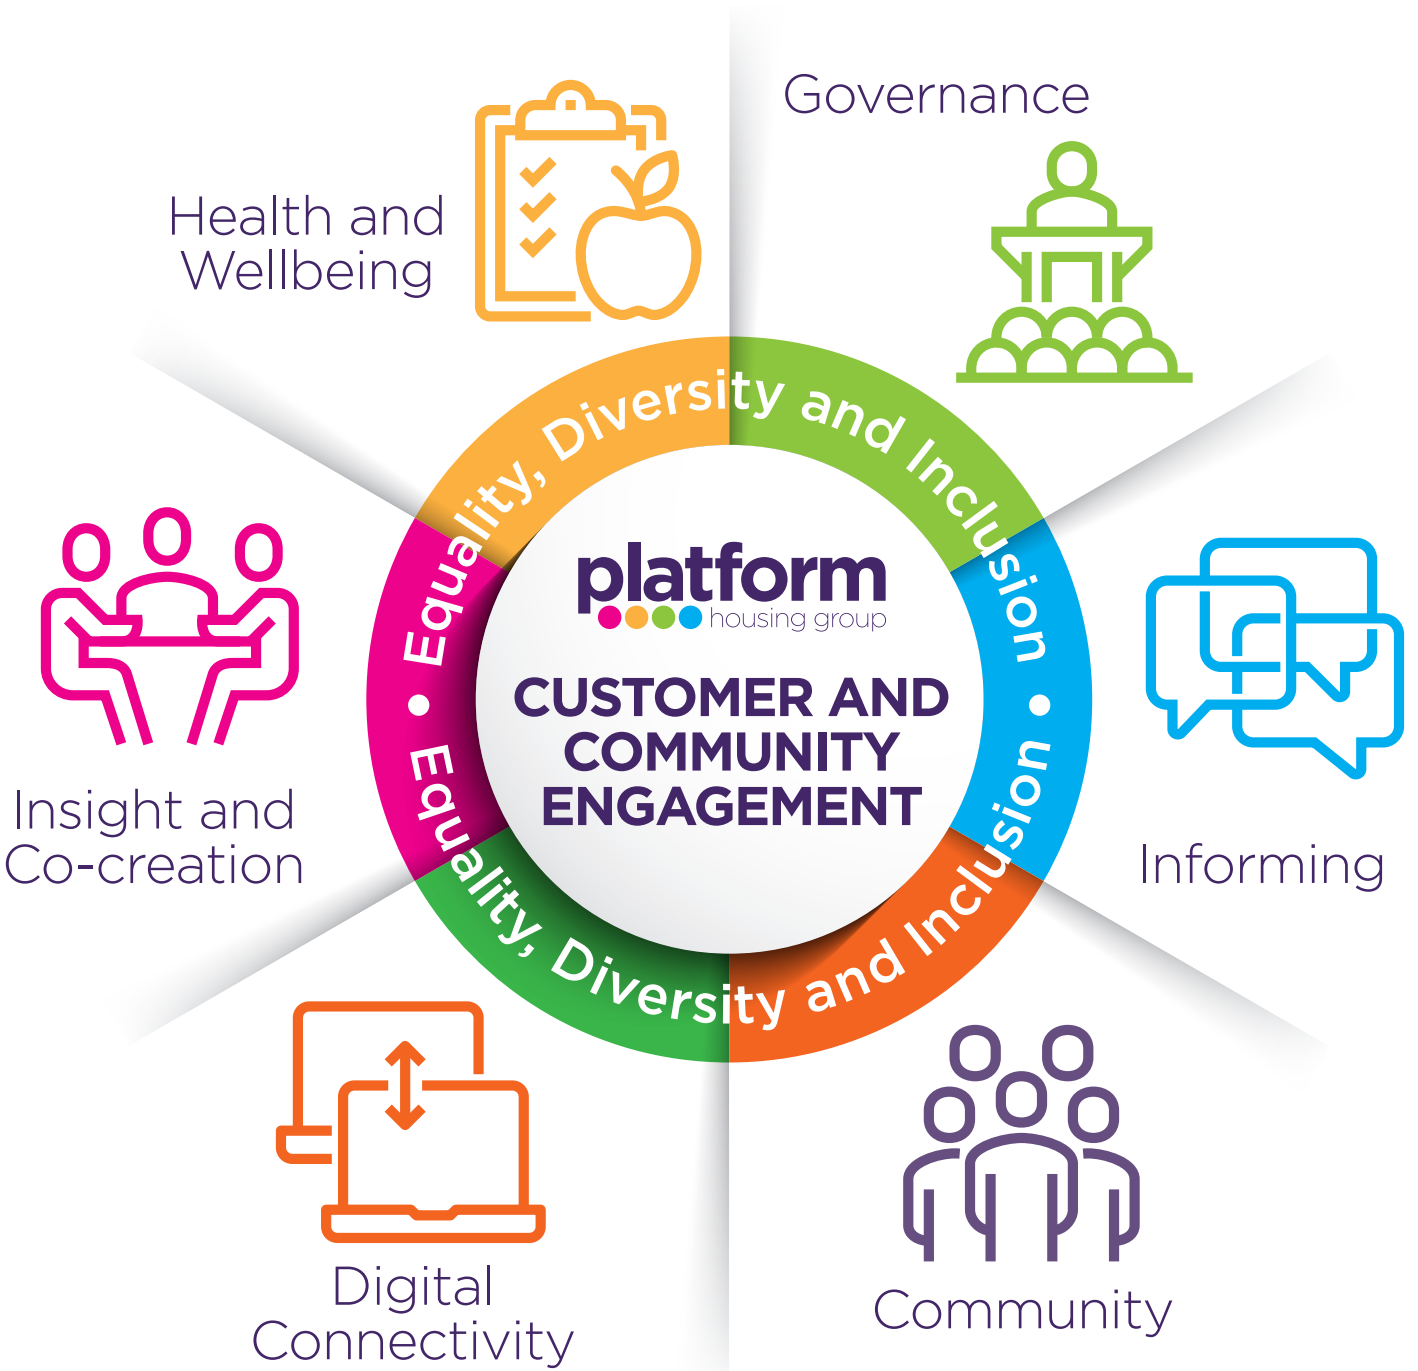 Governance
Health and
Wellbeing
Equality, Diversity and Inclusion
platform
housing group
CUSTOMER AND
COMMUNITY
ENGAGEMENT
Insight and
Co-creation
Informing
Equality, Diversity and Inclusion
Digital
Connectivity
Community